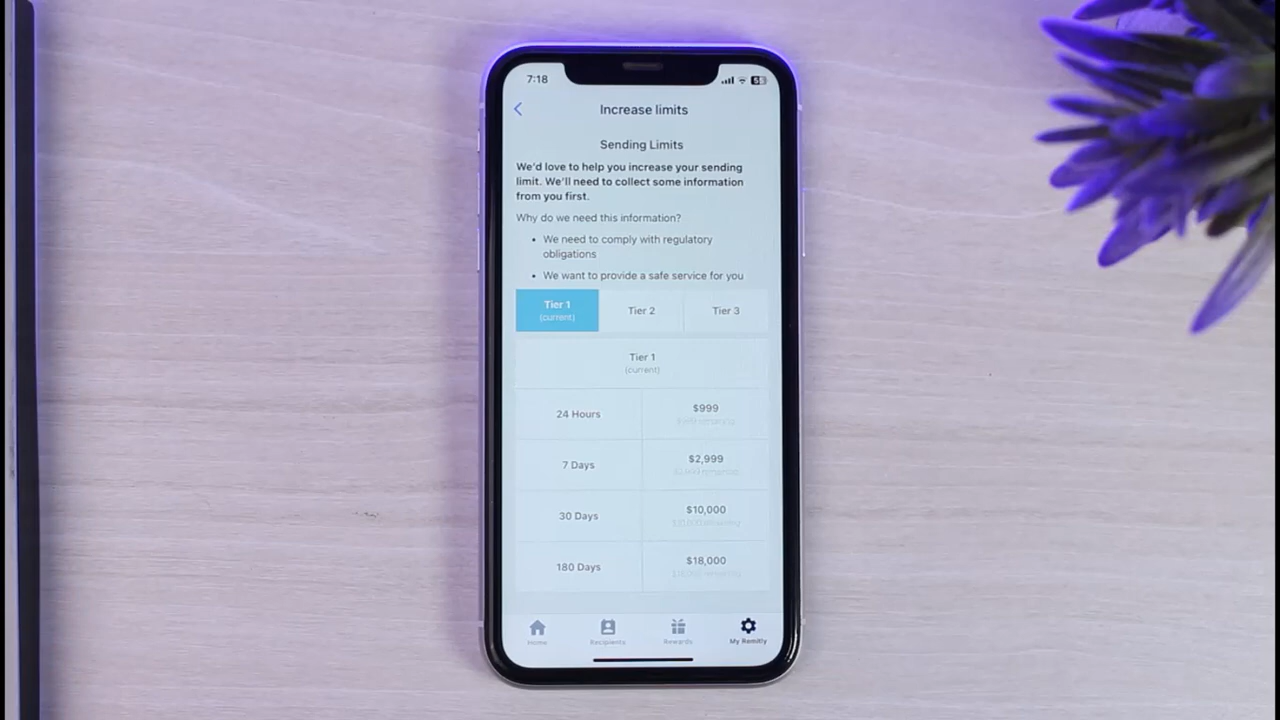 7:18
Increase limits
Sending Limits
We'd love to help you increase your sending
limit. We'll need to collect some information
from you first.
Why do we need this information?
• We need to comply with regulatory
obligations
• We want to provide a safe service for you
Tier 1
(current)
Tier 2
Tier 3
Tier 1
(current)
24 Hours
$999
remaining
7 Days
$2,999
remaining
30 Days
$10,000
remaining
180 Days
$18,000
remaining
Home
Recipients
Rewards
My Remitly